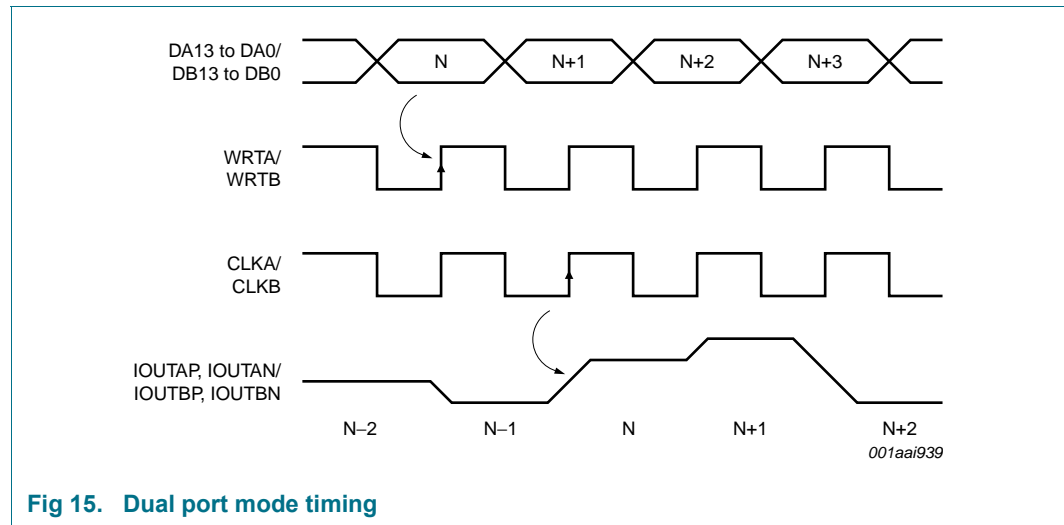 DA13 to DA0/
DB13 to DB0
N
N+1
N+2
N+3
WRTA/
WRTB
CLKA/
CLKB
IOUTAP, IOUTAN/
IOUTBP, IOUTBN
N−2
N−1
N
N+1
N+2
001aai939
Fig 15. Dual port mode timing